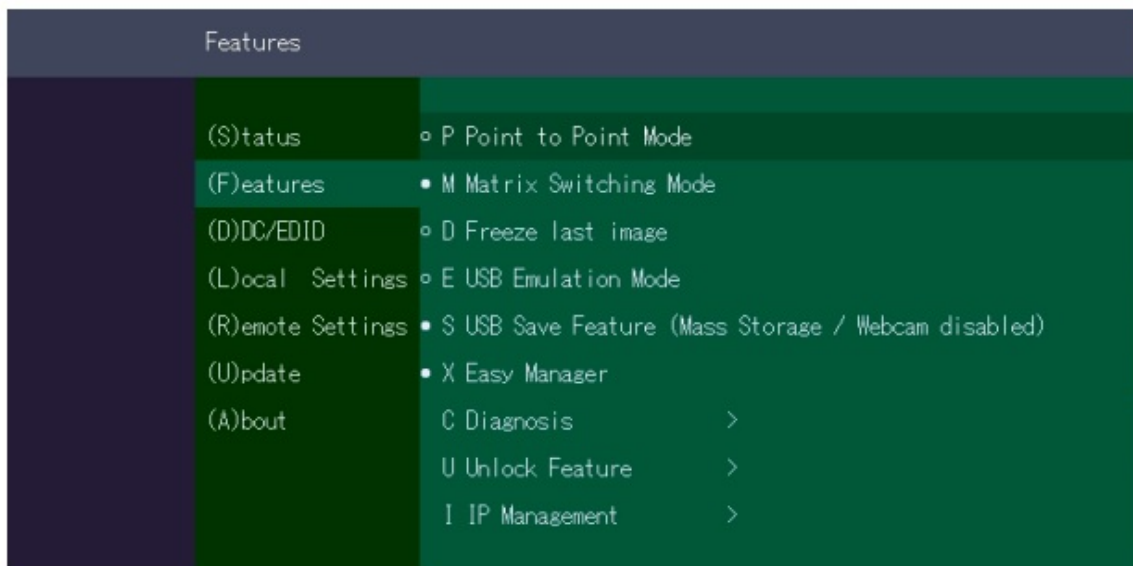 Features
(S)tatus
(F)eatures
(D)DC/EDID
(L)ocal Settings
(R)emote Settings
(U)pdate
(A)bout
P Point to Point Mode
M Matrix Switching Mode
D Freeze last image
E USB Emulation Mode
S USB Save Feature (Mass Storage / Webcam disabled)
X Easy Manager
C Diagnosis >
U Unlock Feature >
I IP Management >